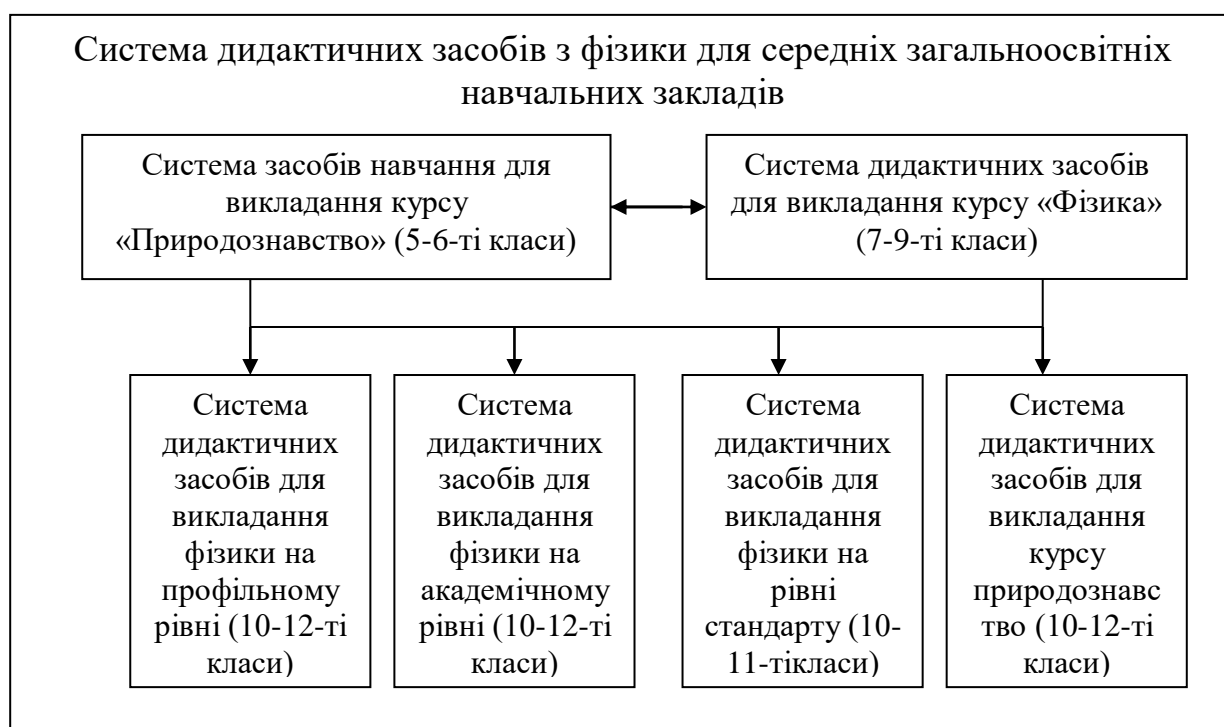 Система дидактичних засобів з фізики для середніх загальноосвітніх
навчальних закладів
Система засобів навчання для
викладання курсу
«Природознавство» (5-6-ті класи)
Система дидактичних засобів
для викладання курсу «Фізика»
(7-9-ті класи)
Система
дидактичних
засобів для
викладання
фізики на
профільному
рівні (10-12-ті
класи)
Система
дидактичних
засобів для
викладання
фізики на
академічному
рівні (10-12-ті
класи)
Система
дидактичних
засобів для
викладання
фізики на
рівні
стандарту (10-
11-тікласи)
Система
дидактичних
засобів для
викладання
курсу
природознавс
тво (10-12-ті
класи)